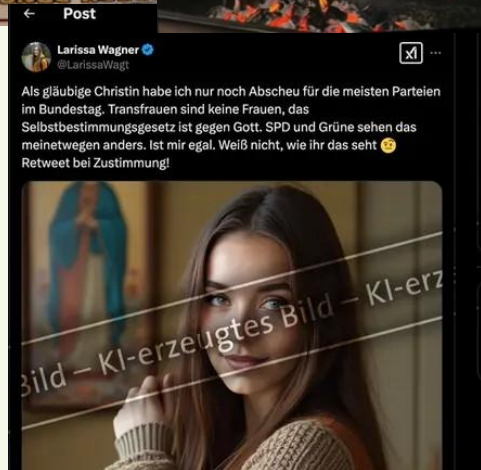 Post
Larissa Wagner
@LarissaWagt
Als gläubige Christin habe ich nur noch Abscheu für die meisten Parteien
im Bundestag. Transfrauen sind keine Frauen, das
Selbstbestimmungsgesetz ist gegen Gott. SPD und Grüne sehen das
meinetwegen anders. Ist mir egal. Weiß nicht, wie ihr das seht 🤨
Retweet bei Zustimmung!
Bild – KI-erzeugtes Bild – KI-erz